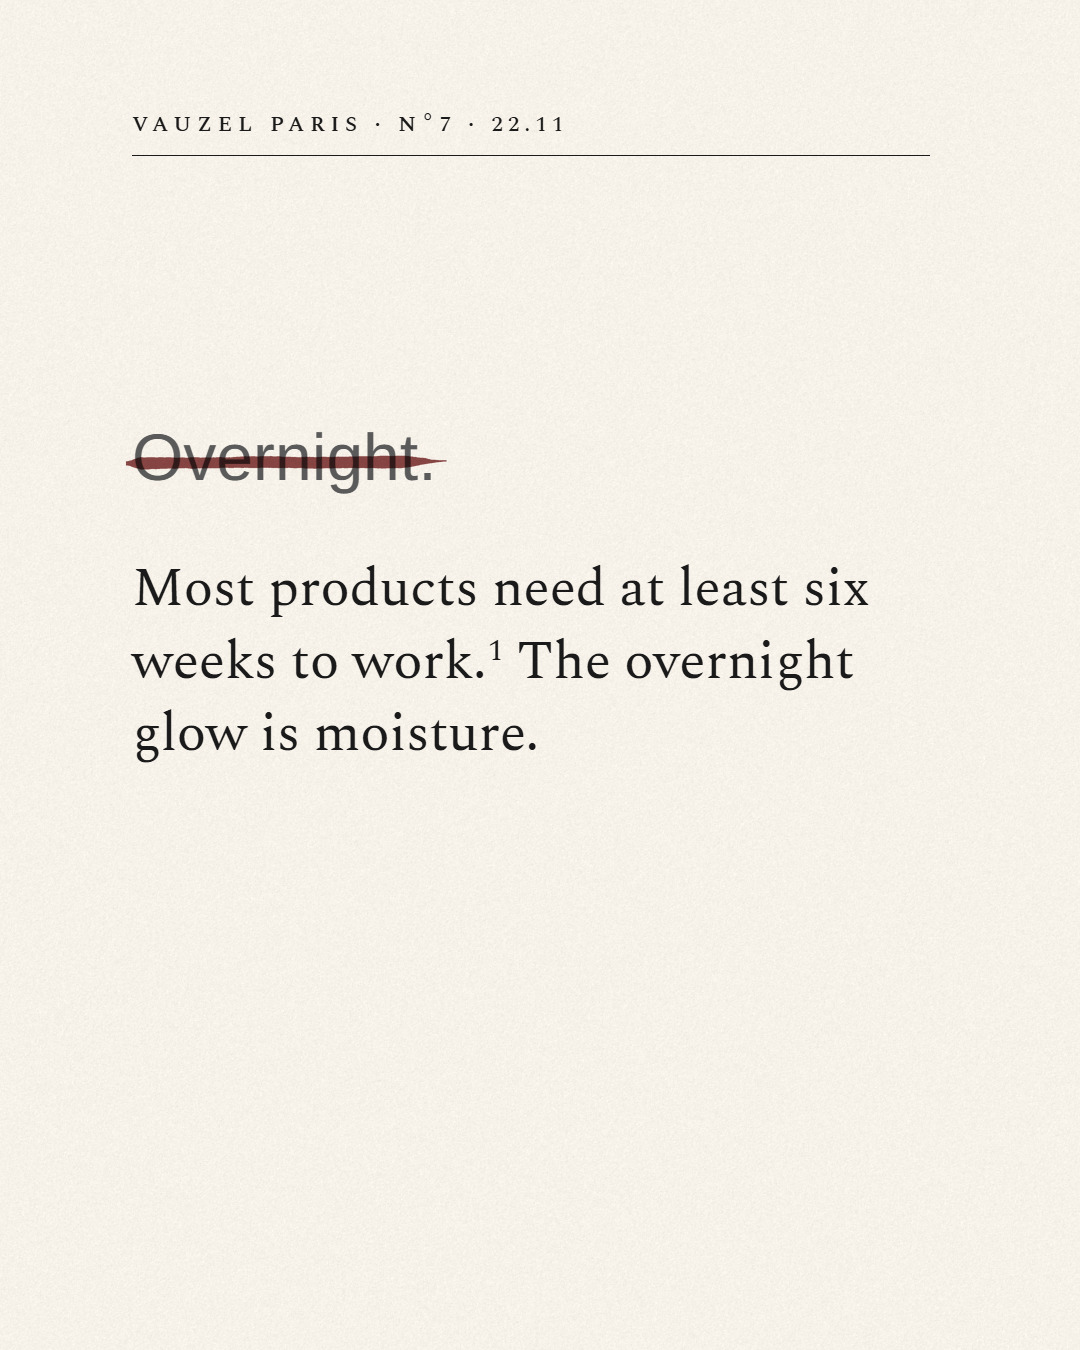 VAUZEL PARIS · N°7 · 22.11
Overnight.
Most products need at least six
weeks to work.¹ The overnight
glow is moisture.